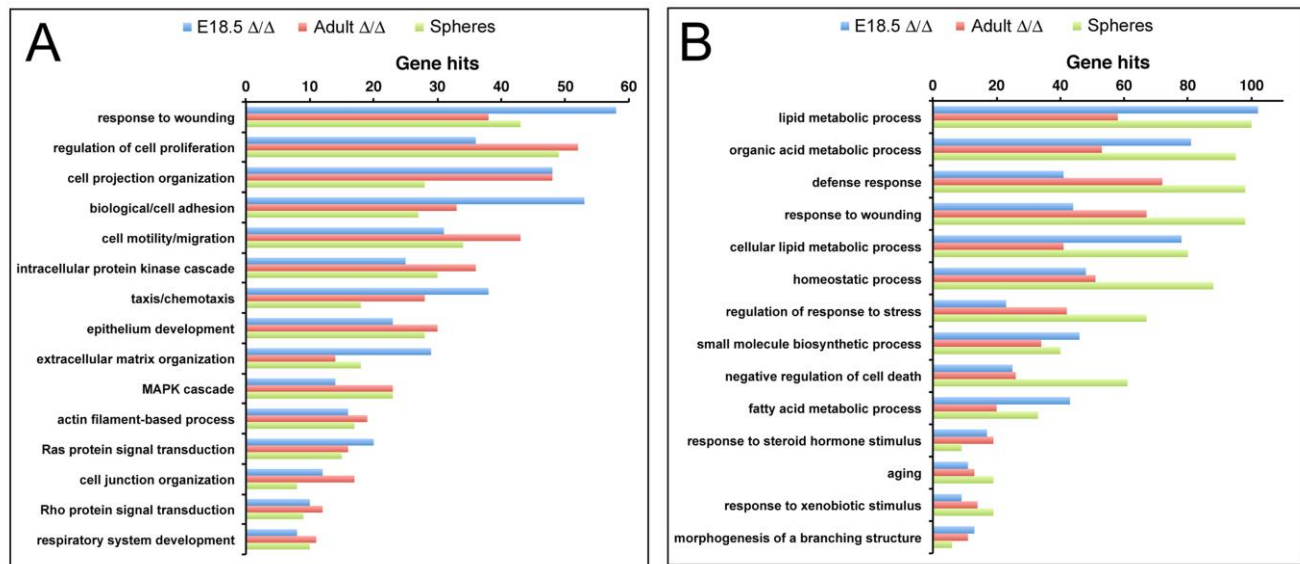 A
E18.5 Δ/Δ Adult Δ/Δ Spheres
Gene hits
0 10 20 30 40 50 60
response to wounding
regulation of cell proliferation
cell projection organization
biological/cell adhesion
cell motility/migration
intracellular protein kinase cascade
taxis/chemotaxis
epithelium development
extracellular matrix organization
MAPK cascade
actin filament-based process
Ras protein signal transduction
cell junction organization
Rho protein signal transduction
respiratory system development
B
E18.5 Δ/Δ Adult Δ/Δ Spheres
Gene hits
0 20 40 60 80 100
lipid metabolic process
organic acid metabolic process
defense response
response to wounding
cellular lipid metabolic process
homeostatic process
regulation of response to stress
small molecule biosynthetic process
negative regulation of cell death
fatty acid metabolic process
response to steroid hormone stimulus
aging
response to xenobiotic stimulus
morphogenesis of a branching structure